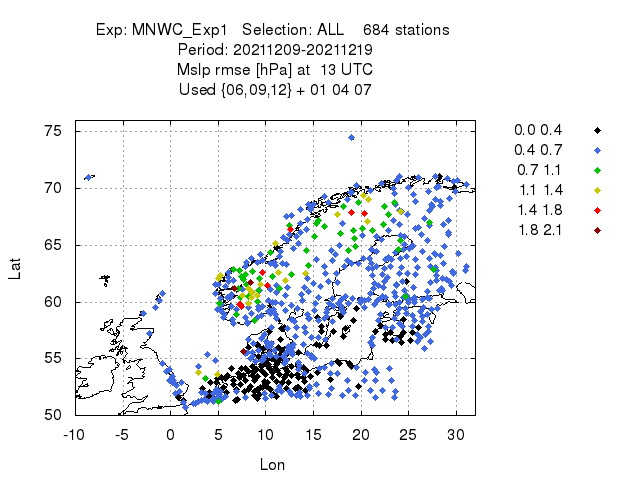 Exp: MNWC_Exp1   Selection: ALL    684 stations
Period: 20211209-20211219
Mslp rmse [hPa] at  13 UTC
Used {06,09,12} + 01 04 07
75
70
65
60
55
50
Lat
-10 -5 0 5 10 15 20 25 30
Lon
0.0 0.4
0.4 0.7
0.7 1.1
1.1 1.4
1.4 1.8
1.8 2.1